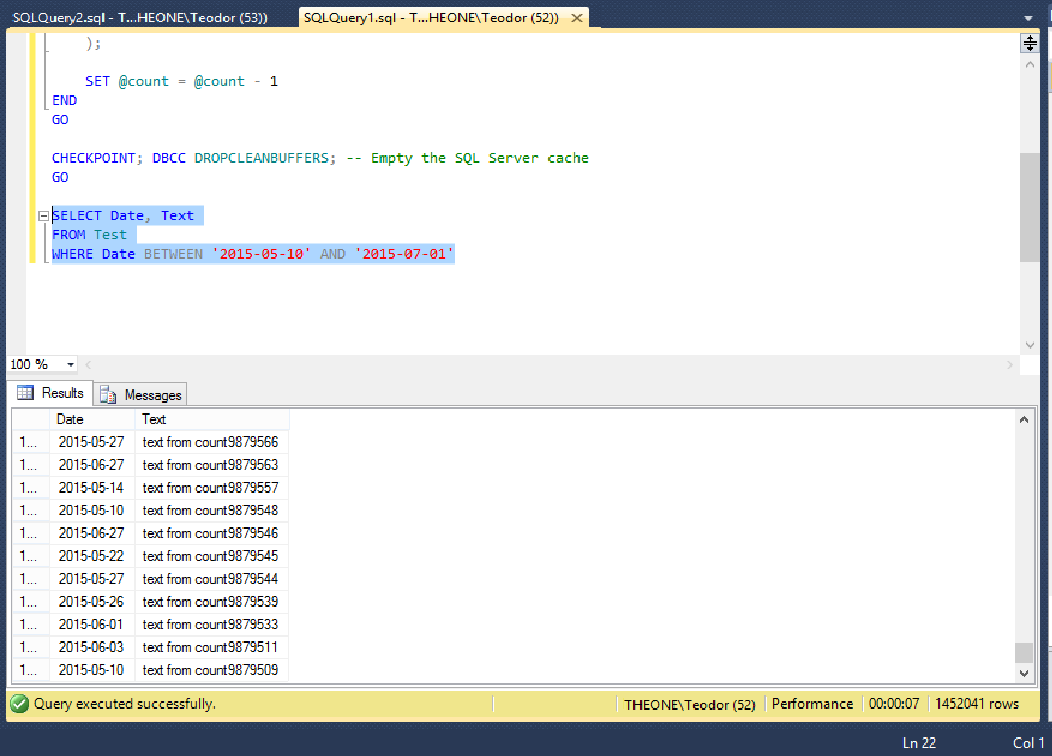 SQLQuery2.sql - T...HEONE\Teodor (53))
SQLQuery1.sql - T...HEONE\Teodor (52))
);
SET @count = @count - 1
END
GO
CHECKPOINT; DBCC DROPCLEANBUFFERS; -- Empty the SQL Server cache
GO
SELECT Date, Text
FROM Test
WHERE Date BETWEEN '2015-05-10' AND '2015-07-01'
100 %
Results Messages
Date Text
1... 2015-05-27 text from count9879566
1... 2015-06-27 text from count9879563
1... 2015-05-14 text from count9879557
1... 2015-05-10 text from count9879548
1... 2015-06-27 text from count9879546
1... 2015-05-22 text from count9879545
1... 2015-05-27 text from count9879544
1... 2015-05-26 text from count9879539
1... 2015-06-01 text from count9879533
1... 2015-06-03 text from count9879511
1... 2015-05-10 text from count9879509
Query executed successfully. THEONE\Teodor (52) Performance 00:00:07 1452041 rows
Ln 22 Col 1